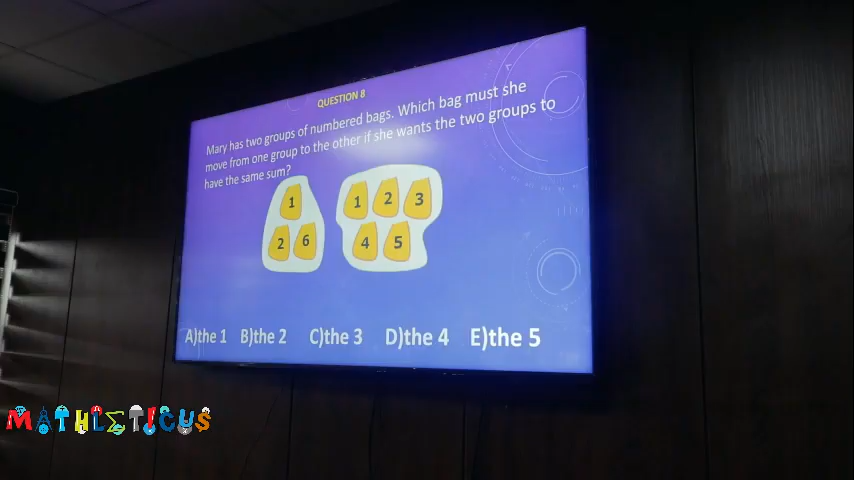 QUESTION 8
Mary has two groups of numbered bags. Which bag must she
move from one group to the other if she wants the two groups to
have the same sum?
1
2 6
1 2 3
4 5
A)the 1 B)the 2 C)the 3 D)the 4 E)the 5
MATHLETICUS